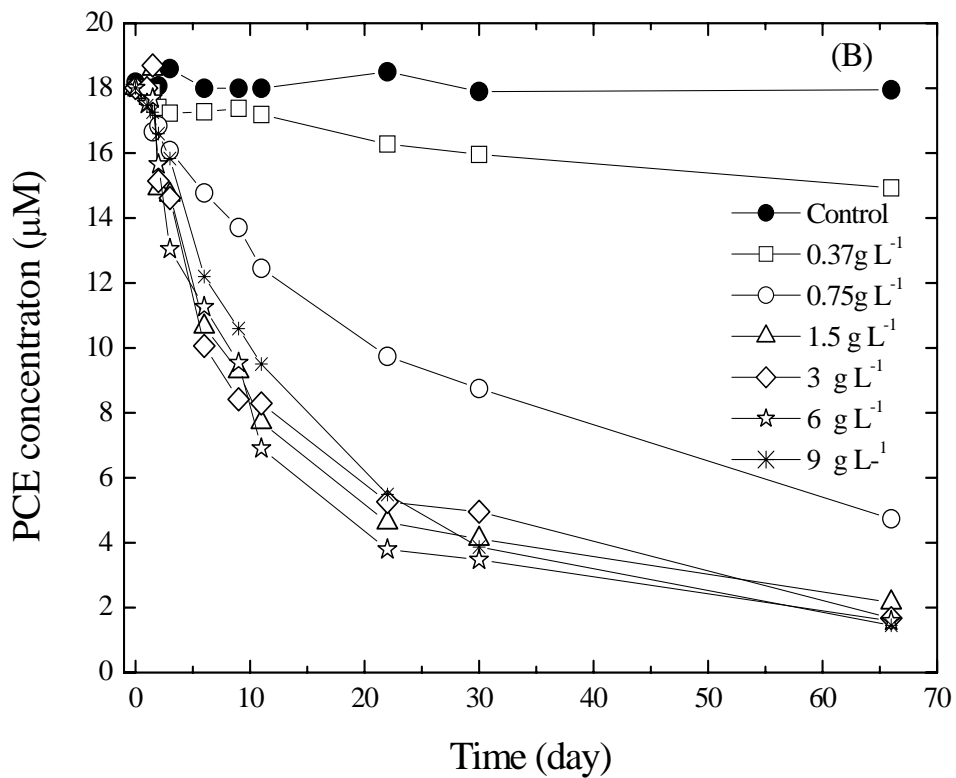 (B)
20
18
16
14
12
10
8
6
4
2
0
PCE concentraton (μM)
Control
0.37g L⁻¹
0.75g L⁻¹
1.5 g L⁻¹
3 g L⁻¹
6 g L⁻¹
9 g L-¹
0 10 20 30 40 50 60 70
Time (day)